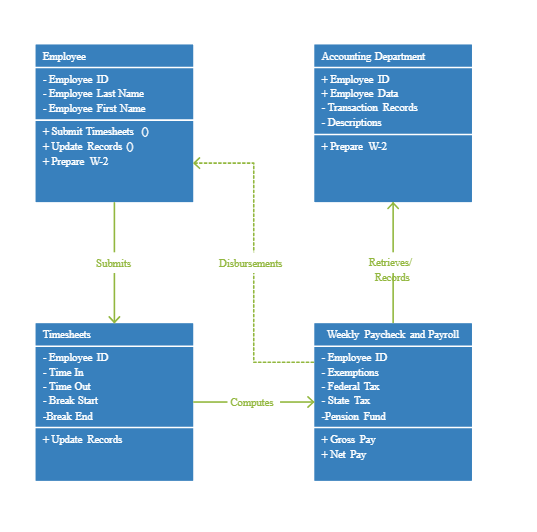 Employee
- Employee ID
- Employee Last Name
- Employee First Name
+ Submit Timesheets ()
+ Update Records ()
+ Prepare W-2
Accounting Department
+ Employee ID
+ Employee Data
- Transaction Records
- Descriptions
+ Prepare W-2
Submits
Disbursements
Retrieves/
Records
Timesheets
- Employee ID
- Time In
- Time Out
- Break Start
-Break End
+ Update Records
Computes
Weekly Paycheck and Payroll
- Employee ID
- Exemptions
- Federal Tax
- State Tax
-Pension Fund
+ Gross Pay
+ Net Pay